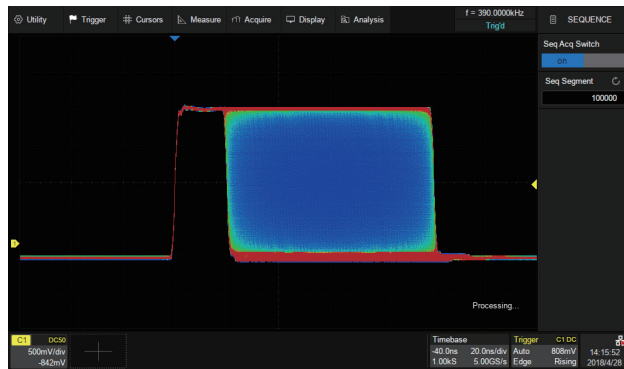 Utility Trigger Cursors Measure Acquire Display Analysis
f = 390.0000kHz
Trig'd
SEQUENCE
Seq Acq Switch
on
Seq Segment
100000
Processing...
C1 DC50
500mV/div
-842mV
Timebase
-40.0ns 20.0ns/div
1.00kS 5.00GS/s
Trigger C1 DC
Auto 808mV
Edge Rising
14:15:52
2018/4/28